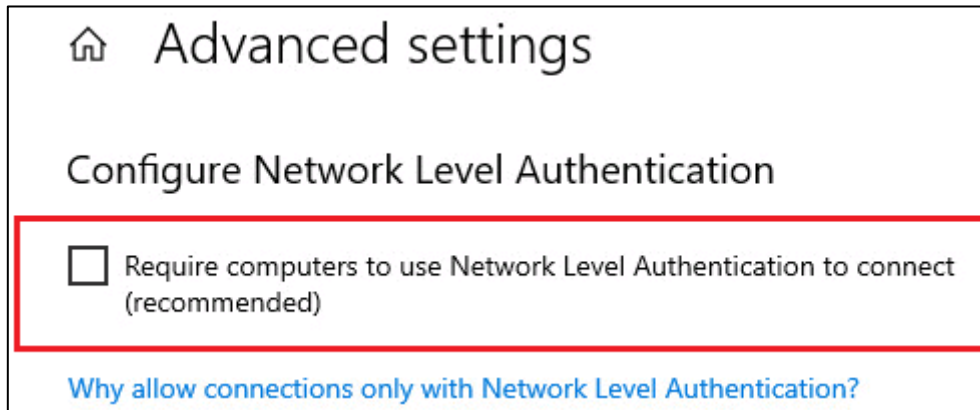 Advanced settings
Configure Network Level Authentication
Require computers to use Network Level Authentication to connect
(recommended)
Why allow connections only with Network Level Authentication?